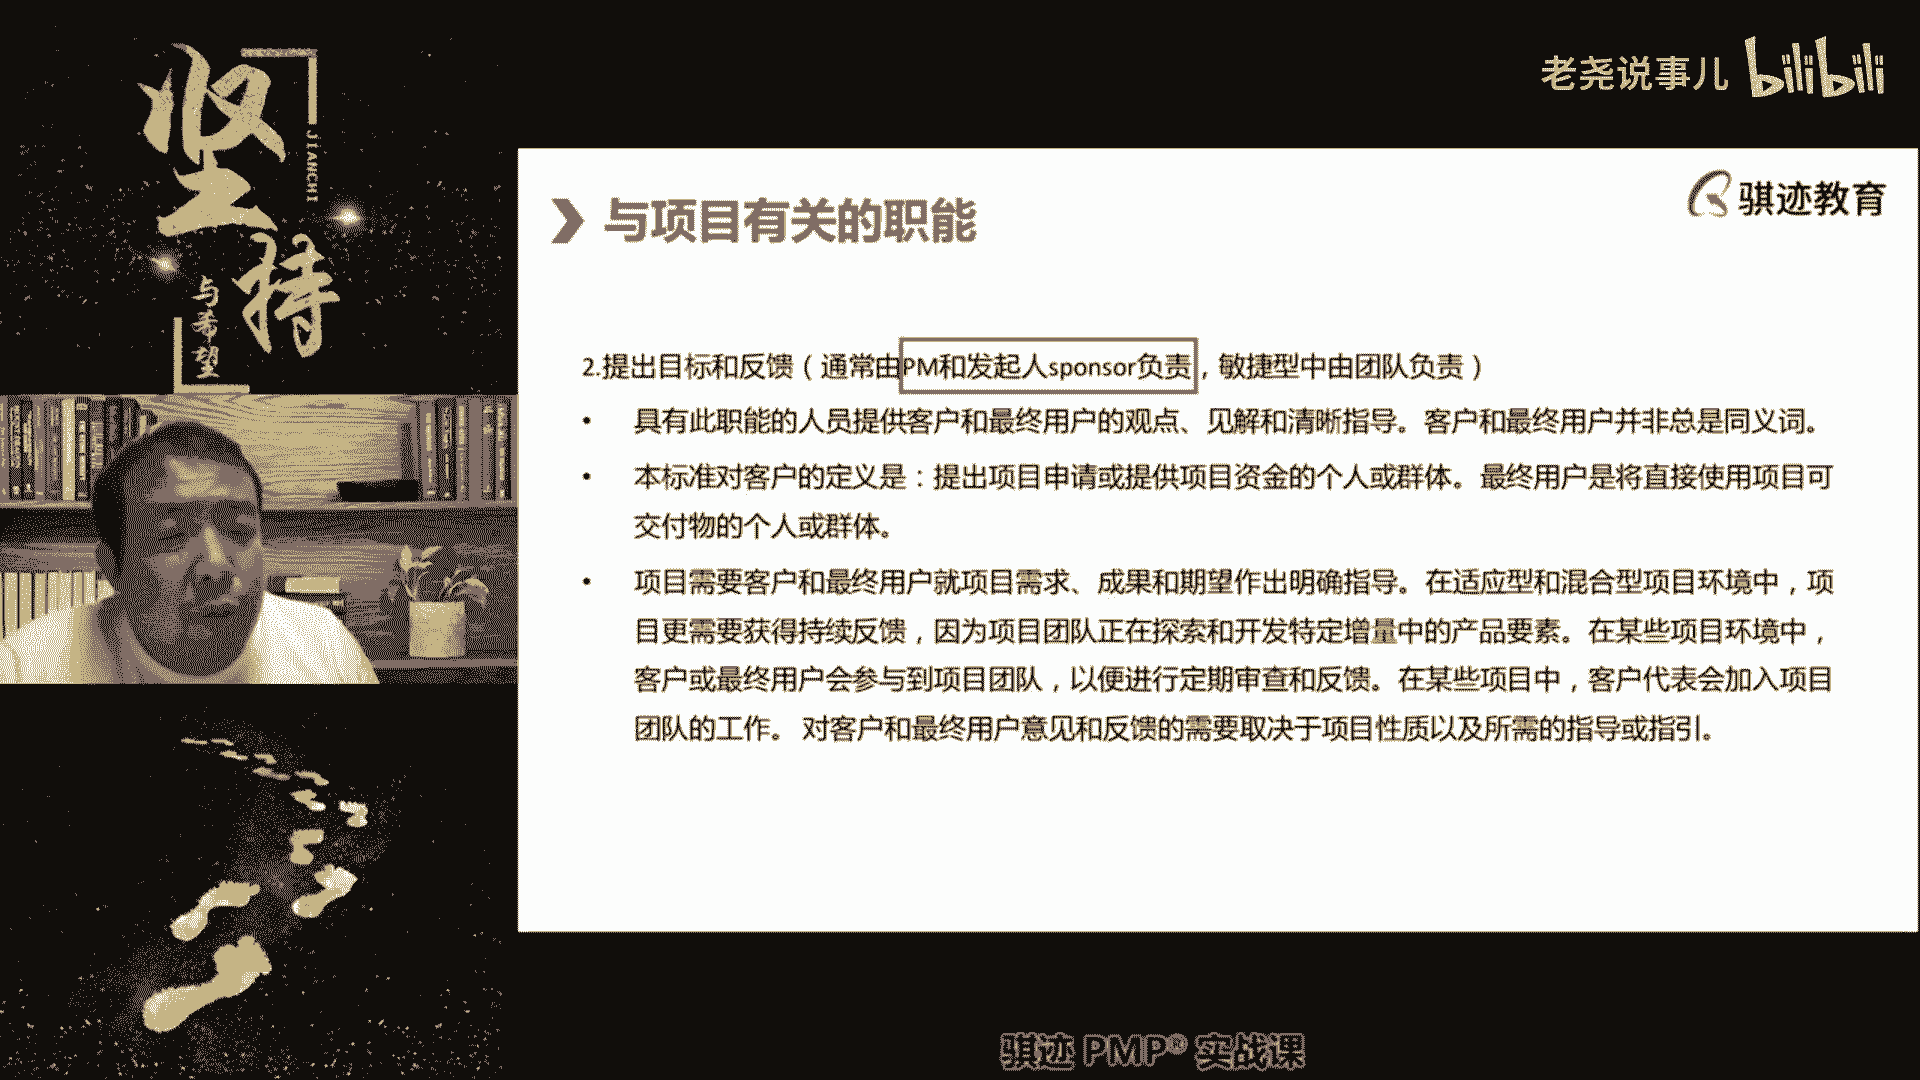 坚持
JIANCHI
与希望
老尧说事儿 bilibili
骐迹教育
与项目有关的职能
2.提出目标和反馈（通常由PM和发起人sponsor负责，敏捷型中由团队负责）
• 具有此职能的人员提供客户和最终用户的观点、见解和清晰指导。客户和最终用户并非总是同义词。
• 本标准对客户的定义是：提出项目申请或提供项目资金的个人或群体。最终用户是将直接使用项目可
交付物的个人或群体。
• 项目需要客户和最终用户就项目需求、成果和期望作出明确指导。在适应型和混合型项目环境中，项
目更需要获得持续反馈，因为项目团队正在探索和开发特定增量中的产品要素。在某些项目环境中，
客户或最终用户会参与到项目团队，以便进行定期审查和反馈。在某些项目中，客户代表会加入项目
团队的工作。 对客户和最终用户意见和反馈的需要取决于项目性质以及所需的指导或指引。
骐迹 PMP® 实战课